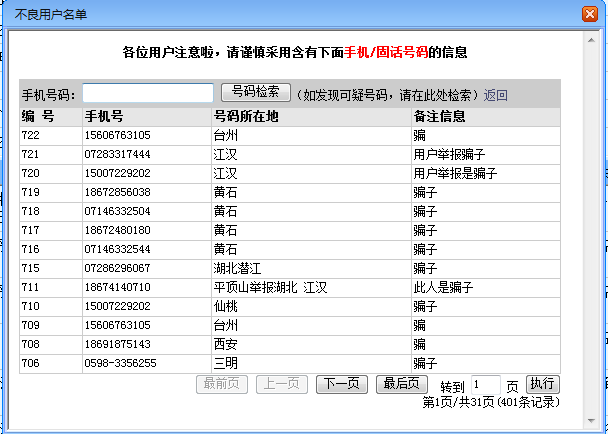 不良用户名单
各位用户注意啦，请谨慎采用含有下面手机/固话号码的信息
手机号码： 号码检索 （如发现可疑号码，请在此处检索）返回
编 号 手机号 号码所在地 备注信息
722 15606763105 台州 骗
721 07283317444 江汉 用户举报骗子
720 15007229202 江汉 用户举报是骗子
719 18672856038 黄石 骗子
718 07146332504 黄石 骗子
717 18672480180 黄石 骗子
716 07146332544 黄石 骗子
715 07286296067 湖北潜江 骗子
711 18674140710 平顶山举报湖北 江汉 此人是骗子
710 15007229202 仙桃 骗子
709 15606763105 台州 骗
708 18691875143 西安 骗
706 0598-3356255 三明 骗子
最前页 上一页 下一页 最后页 转到 1 页 执行
第1页/共31页(401条记录)